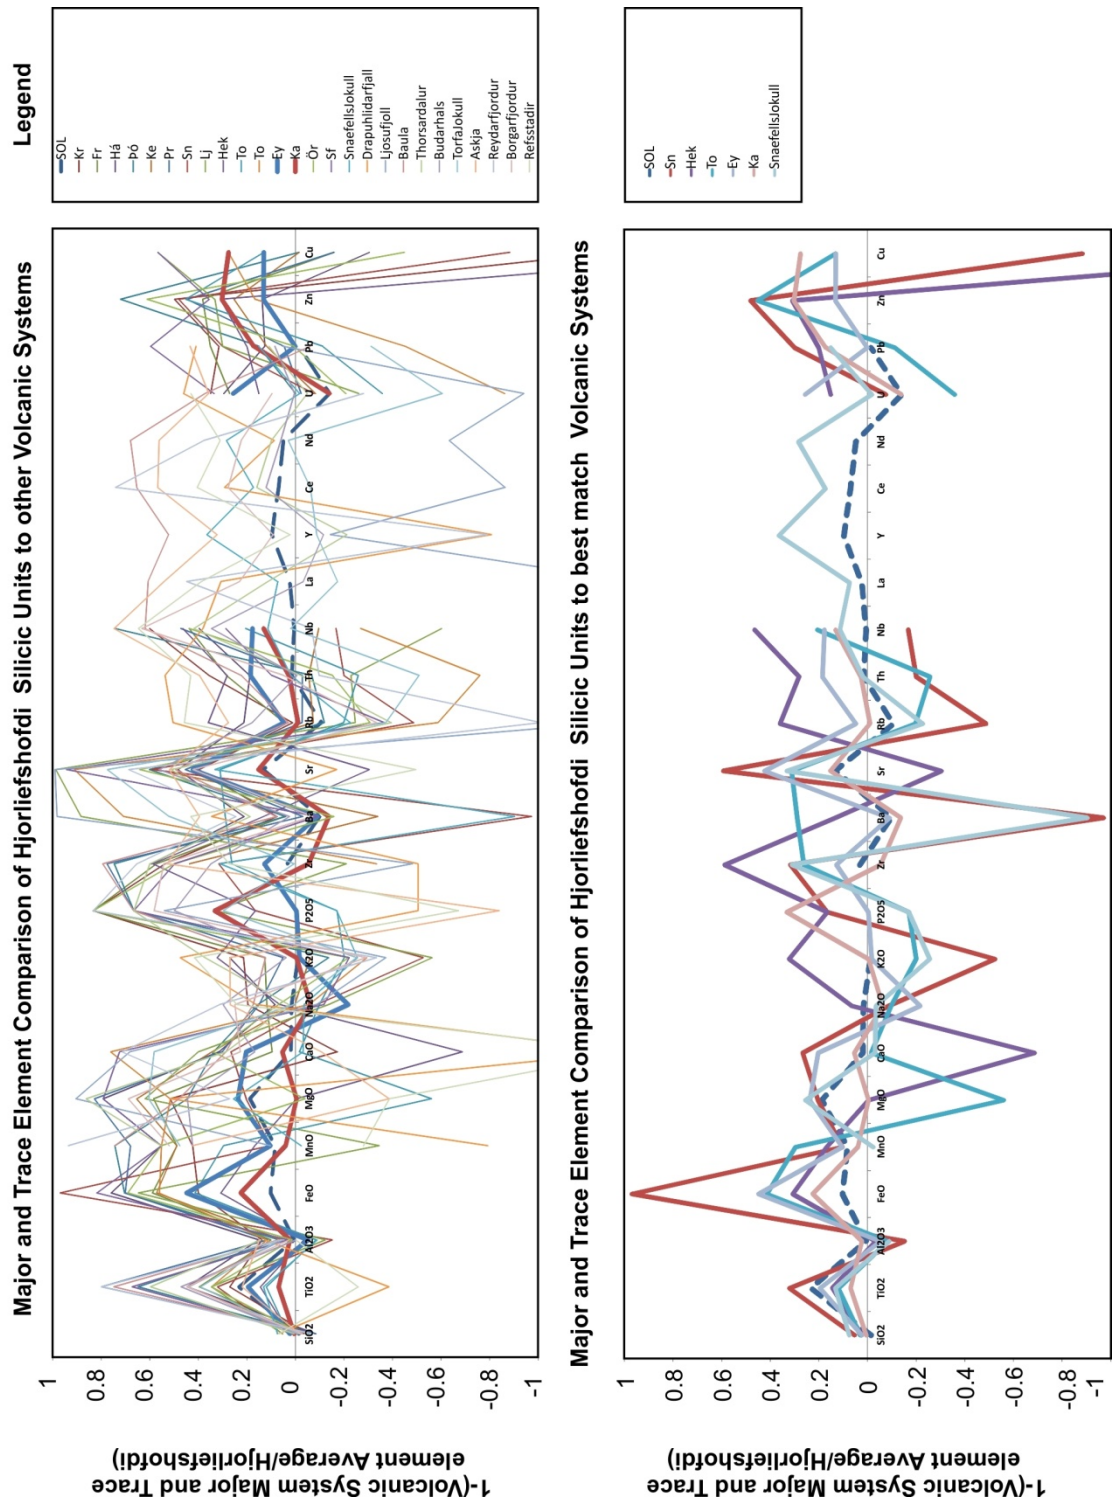 Major and Trace Element Comparison of Hjorliefshofdi  Silicic Units to other Volcanic Systems
Legend
1-(Volcanic System Major and Trace
element Average/Hjorliefshofdi)
1
0.8
0.6
0.4
0.2
0
-0.2
-0.4
-0.6
-0.8
-1
SiO2
TiO2
Al2O3
FeO
MnO
MgO
CaO
Na2O
K2O
P2O5
Zr
Ba
Sr
Rb
Th
Nb
La
Y
Ce
Nd
U
Pb
Zn
Cu
SOL
Kr
Fr
Há
Þó
Ke
Pr
Sn
Lj
Hek
To
To
Ey
Ka
Ör
Sf
SnaefellsJokull
Drapuhlidarfjall
Ljosufjoll
Baula
Thorsardalur
Budarhals
TorfaJokull
Askja
Reydarfjordur
Borgarfjordur
Refsstadir
Major and Trace Element Comparison of Hjorliefshofdi  Silicic Units to best match  Volcanic Systems
1-(Volcanic System Major and Trace
element Average/Hjorliefshofdi)
1
0.8
0.6
0.4
0.2
0
-0.2
-0.4
-0.6
-0.8
-1
SiO2
TiO2
Al2O3
FeO
MnO
MgO
CaO
Na2O
K2O
P2O5
Zr
Ba
Sr
Rb
Th
Nb
La
Y
Ce
Nd
U
Pb
Zn
Cu
SOL
Sn
Hek
To
Ey
Ka
SnaefellsJokull